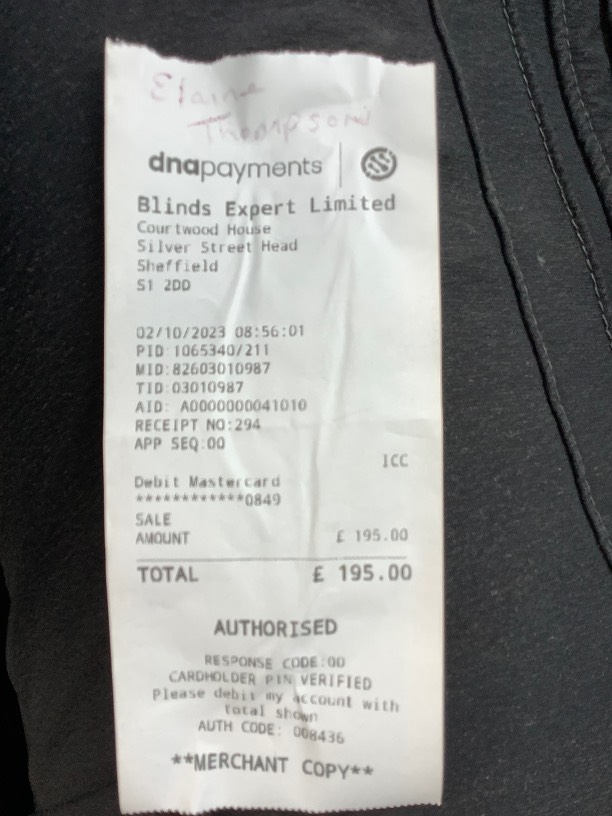 Elaine
Thompson
dnapayments
Blinds Expert Limited
Courtwood House
Silver Street Head
Sheffield
S1 2DD
02/10/2023 08:56:01
PID:1065340/211
MID:82603010987
TID:03010987
AID: A0000000041010
RECEIPT NO:294
APP SEQ:00
ICC
Debit Mastercard
************0849
SALE
AMOUNT £ 195.00
TOTAL £ 195.00
AUTHORISED
RESPONSE CODE:00
CARDHOLDER PIN VERIFIED
Please debit my account with
total shown
AUTH CODE: 008436
**MERCHANT COPY**